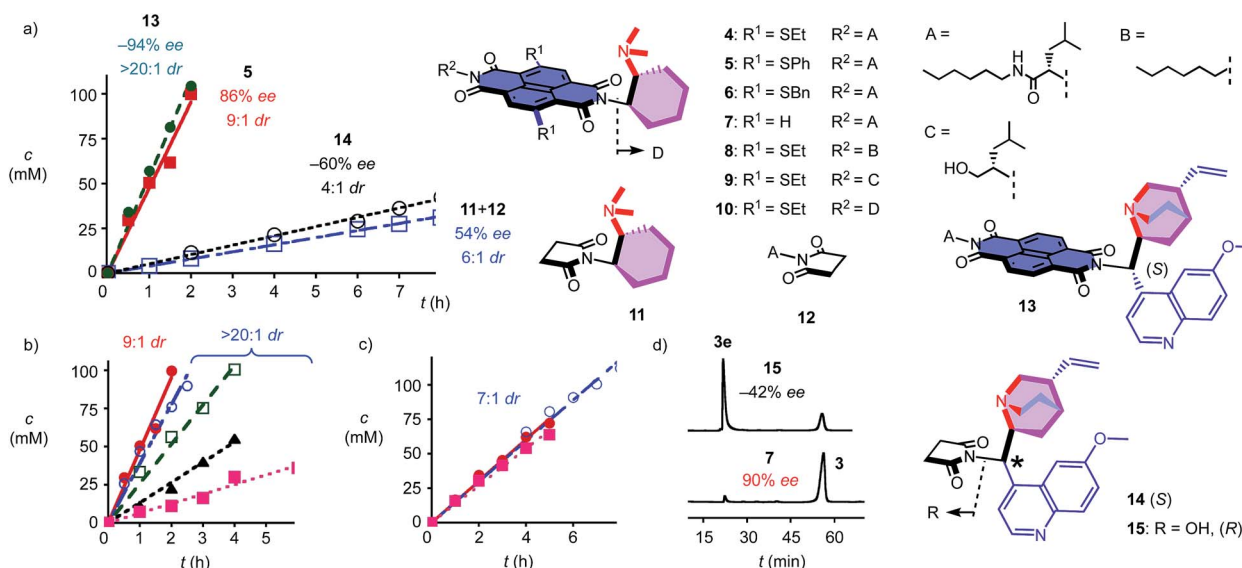 a)
13
–94% ee
>20:1 dr
5
86% ee
9:1 dr
14
–60% ee
4:1 dr
c
(mM)
100
75
50
25
0
0 1 2 3 4 5 6 7 t (h)
R¹
R²
N
O
O
N
O
O
R¹
N
D
11+12
54% ee
6:1 dr
N
O
N
O
11
4: R¹ = SEt R² = A
5: R¹ = SPh R² = A
6: R¹ = SBn R² = A
7: R¹ = H R² = A
8: R¹ = SEt R² = B
9: R¹ = SEt R² = C
10: R¹ = SEt R² = D
A
N
O
O
12
A =
H
N
O
B =
C =
HO
A
N
O
O
O
O
N
N
(S)
O
N
13
b)
9:1 dr
>20:1 dr
c
(mM)
100
75
50
25
0
0 1 2 3 4 5
t (h)
c)
7:1 dr
c
(mM)
100
75
50
25
0
0 2 4 6
t (h)
d)
3e
15
–42% ee
7
90% ee
3
15 30 45 60
t (min)
N
O
N
O
*
O
R
N
14 (S)
15: R = OH, (R)